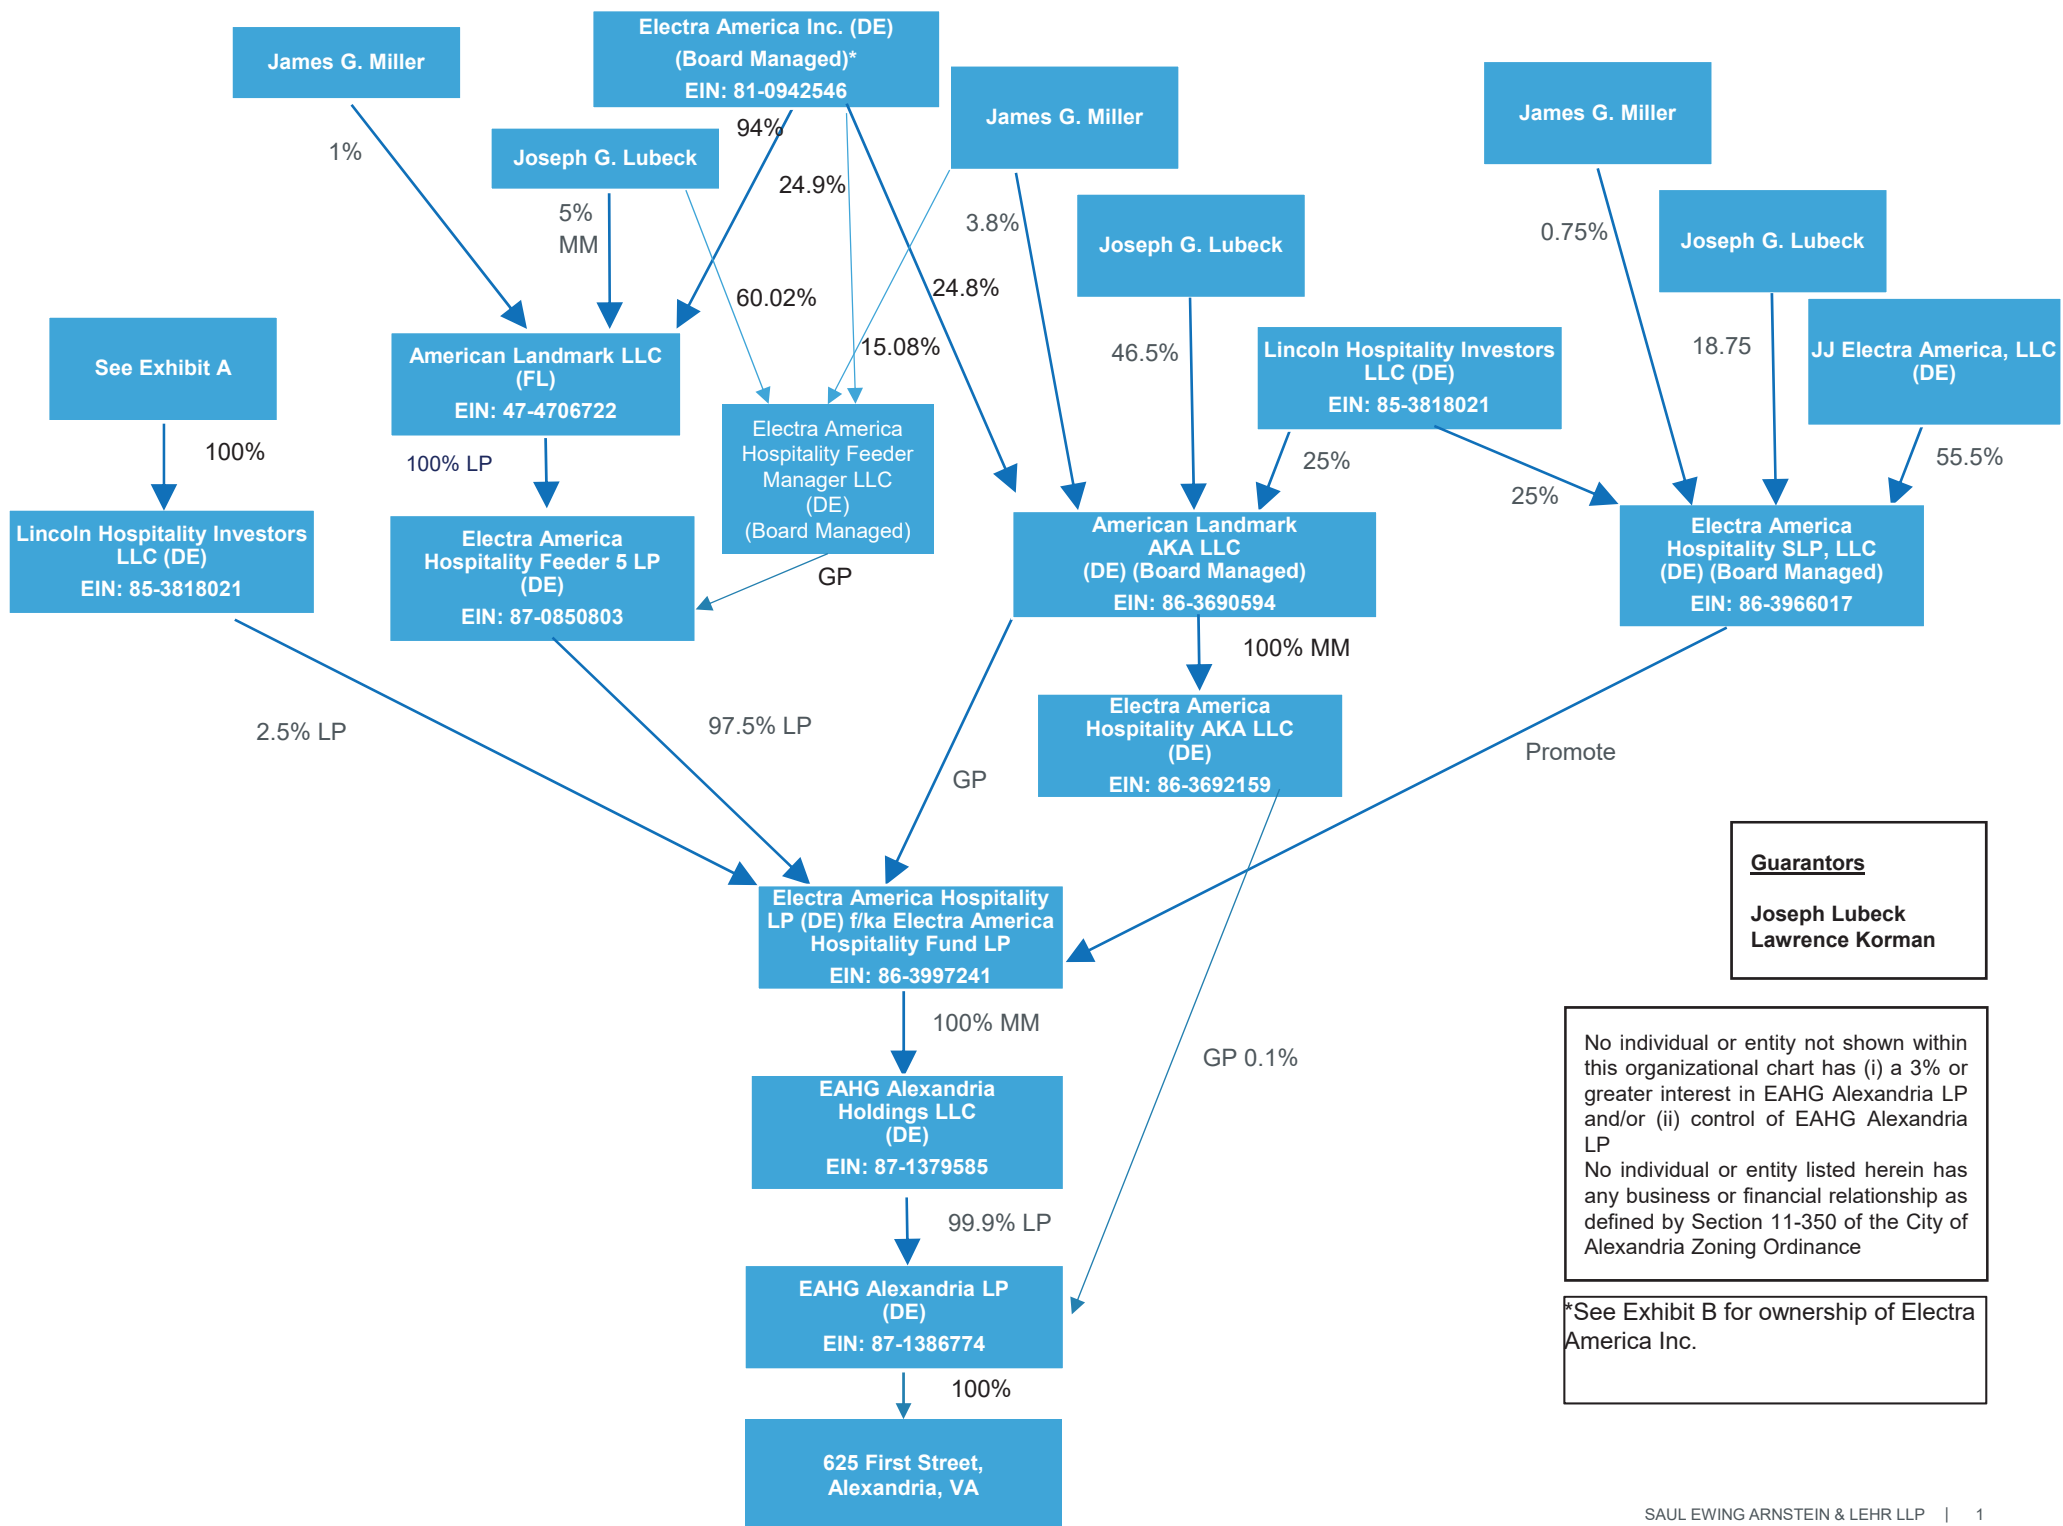 James G. Miller
Electra America Inc. (DE)
(Board Managed)*
EIN: 81-0942546
James G. Miller
James G. Miller
1%
Joseph G. Lubeck
94%
24.9%
5%
MM
3.8%
Joseph G. Lubeck
0.75%
Joseph G. Lubeck
60.02%
24.8%
15.08%
46.5%
18.75
See Exhibit A
American Landmark LLC
(FL)
EIN: 47-4706722
Lincoln Hospitality Investors
LLC (DE)
EIN: 85-3818021
JJ Electra America, LLC
(DE)
100%
100% LP
Electra America
Hospitality Feeder
Manager LLC
(DE)
(Board Managed)
25%
25%
55.5%
Lincoln Hospitality Investors
LLC (DE)
EIN: 85-3818021
Electra America
Hospitality Feeder 5 LP
(DE)
EIN: 87-0850803
GP
American Landmark
AKA LLC
(DE) (Board Managed)
EIN: 86-3690594
Electra America
Hospitality SLP, LLC
(DE) (Board Managed)
EIN: 86-3966017
100% MM
2.5% LP
97.5% LP
GP
Electra America
Hospitality AKA LLC
(DE)
EIN: 86-3692159
Promote
Electra America Hospitality
LP (DE) f/ka Electra America
Hospitality Fund LP
EIN: 86-3997241
Guarantors
Joseph Lubeck
Lawrence Korman
100% MM
GP 0.1%
EAHG Alexandria
Holdings LLC
(DE)
EIN: 87-1379585
No individual or entity not shown within
this organizational chart has (i) a 3% or
greater interest in EAHG Alexandria LP
and/or (ii) control of EAHG Alexandria
LP
No individual or entity listed herein has
any business or financial relationship as
defined by Section 11-350 of the City of
Alexandria Zoning Ordinance
99.9% LP
EAHG Alexandria LP
(DE)
EIN: 87-1386774
*See Exhibit B for ownership of Electra
America Inc.
100%
625 First Street,
Alexandria, VA
SAUL EWING ARNSTEIN & LEHR LLP | 1